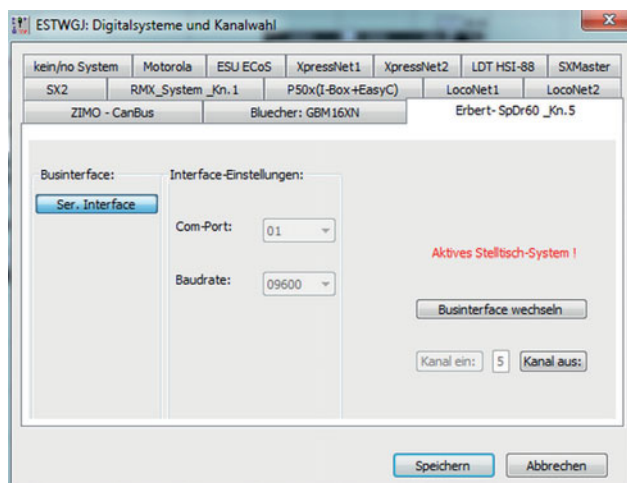 ESTWGJ: Digitalsysteme und Kanalwahl
kein/no System Motorola ESU ECoS XpressNet1 XpressNet2 LDT HSI-88 SXMaster
SX2 RMX_System _Kn.1 P50x(I-Box+EasyC) LocoNet1 LocoNet2
ZIMO - CanBus Bluecher: GBM16XN Erbert- SpDr60 _Kn.5
Businterface: Interface-Einstellungen:
Ser. Interface
Com-Port: 01
Aktives Stelltisch-System !
Baudrate: 09600
Businterface wechseln
Kanal ein: 5 Kanal aus:
Speichern Abbrechen